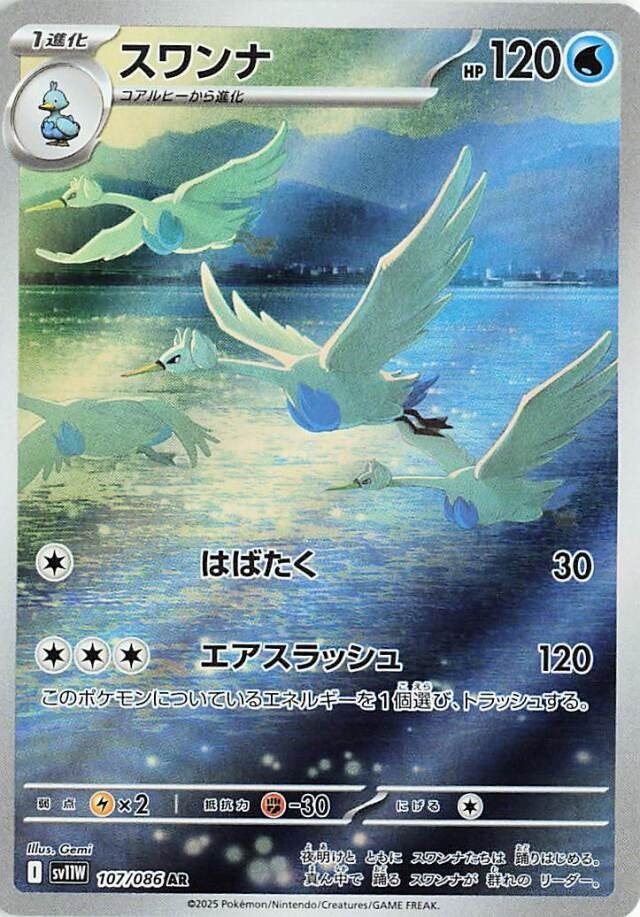 1進化
スワンナ
HP 120
コアルヒーから進化
はばたく 30
エアスラッシュ 120
このポケモンについているエネルギーを1個選び、トラッシュする。
弱点 ×2 抵抗力 -30 にげる
Illus. Gemi
I sv11W 107/086 AR
夜明けと ともに スワンナたちは 踊りはじめる。
真ん中で 踊る スワンナが 群れの リーダー。
©2025 Pokémon/Nintendo/Creatures/GAME FREAK.